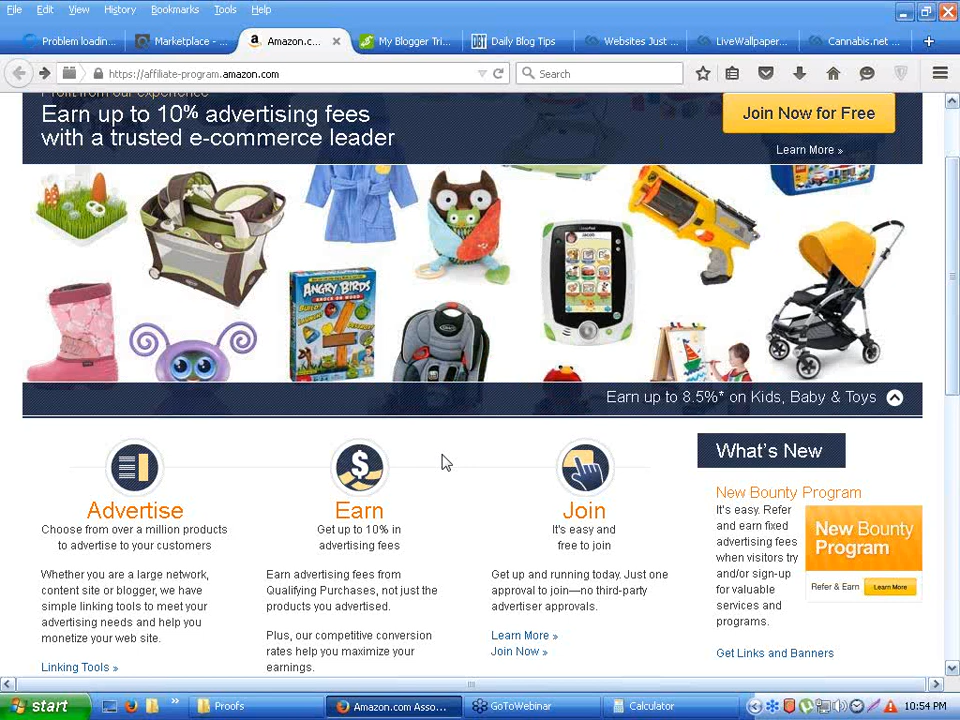 File Edit View History Bookmarks Tools Help
Problem loadin... Marketplace - ... Amazon.c... My Blogger Tri... Daily Blog Tips Websites Just ... LiveWallpaper... Cannabis.net ...
https://affiliate-program.amazon.com Search
Profit from our experience
Earn up to 10% advertising fees
with a trusted e-commerce leader
Join Now for Free
Learn More »
ANGRY BIRDS
KNOCK ON WOOD
Earn up to 8.5%* on Kids, Baby & Toys
Advertise
Choose from over a million products
to advertise to your customers
Whether you are a large network,
content site or blogger, we have
simple linking tools to meet your
advertising needs and help you
monetize your web site.
Linking Tools »
Earn
Get up to 10% in
advertising fees
Earn advertising fees from
Qualifying Purchases, not just the
products you advertised.
Plus, our competitive conversion
rates help you maximize your
earnings.
Join
It's easy and
free to join
Get up and running today. Just one
approval to join—no third-party
advertiser approvals.
Learn More »
Join Now »
What's New
New Bounty Program
It's easy. Refer
and earn fixed
advertising fees
when visitors try
and/or sign-up
for valuable
services and
programs.
New Bounty
Program
Refer & Earn Learn More
Get Links and Banners
start Proofs Amazon.com Asso... GoToWebinar Calculator 10:54 PM